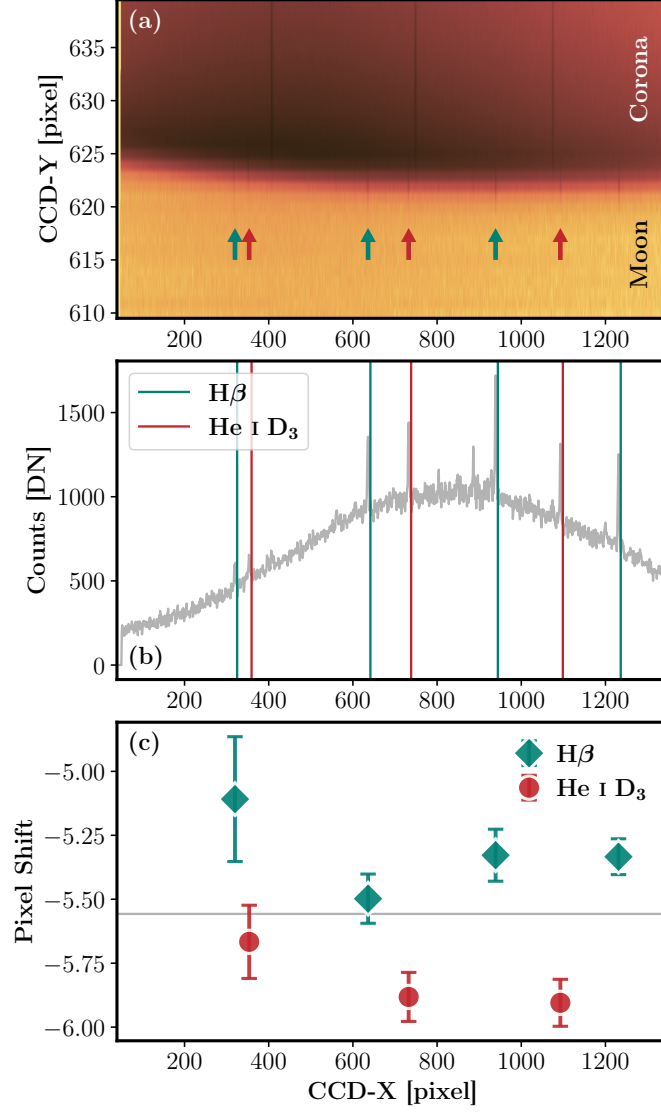 (a)
Corona
Moon
CCD-Y [pixel]
635
630
625
620
615
610
200 400 600 800 1000 1200
Hβ
He I D₃
(b)
Counts [DN]
1500
1000
500
0
200 400 600 800 1000 1200
(c)
Hβ
He I D₃
Pixel Shift
−5.00
−5.25
−5.50
−5.75
−6.00
200 400 600 800 1000 1200
CCD-X [pixel]